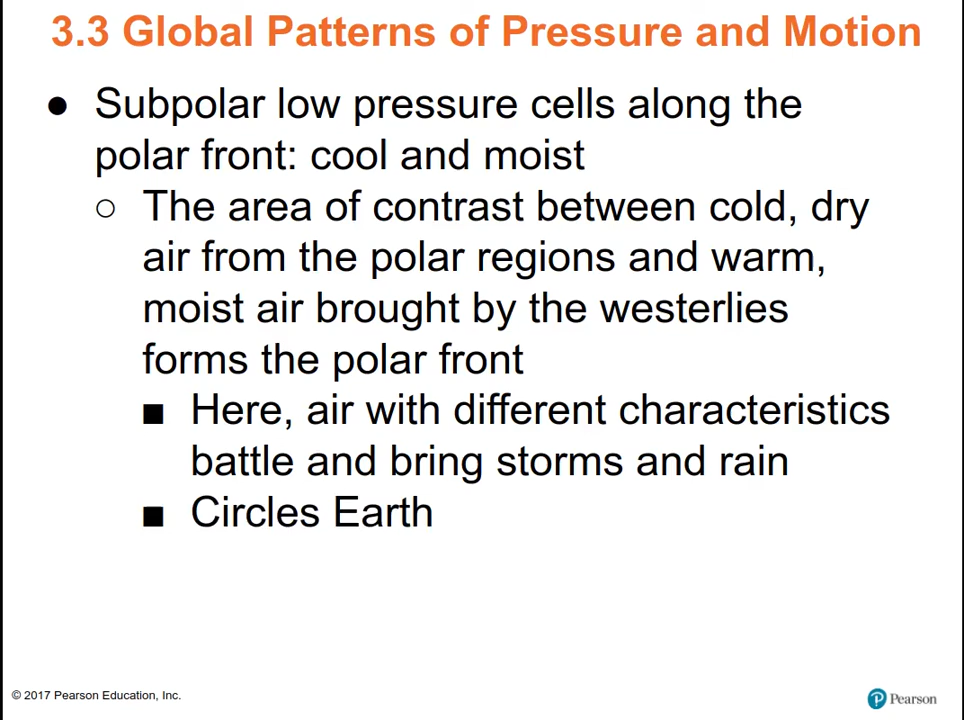 3.3 Global Patterns of Pressure and Motion
● Subpolar low pressure cells along the
polar front: cool and moist
○ The area of contrast between cold, dry
air from the polar regions and warm,
moist air brought by the westerlies
forms the polar front
■ Here, air with different characteristics
battle and bring storms and rain
■ Circles Earth
© 2017 Pearson Education, Inc.
P Pearson